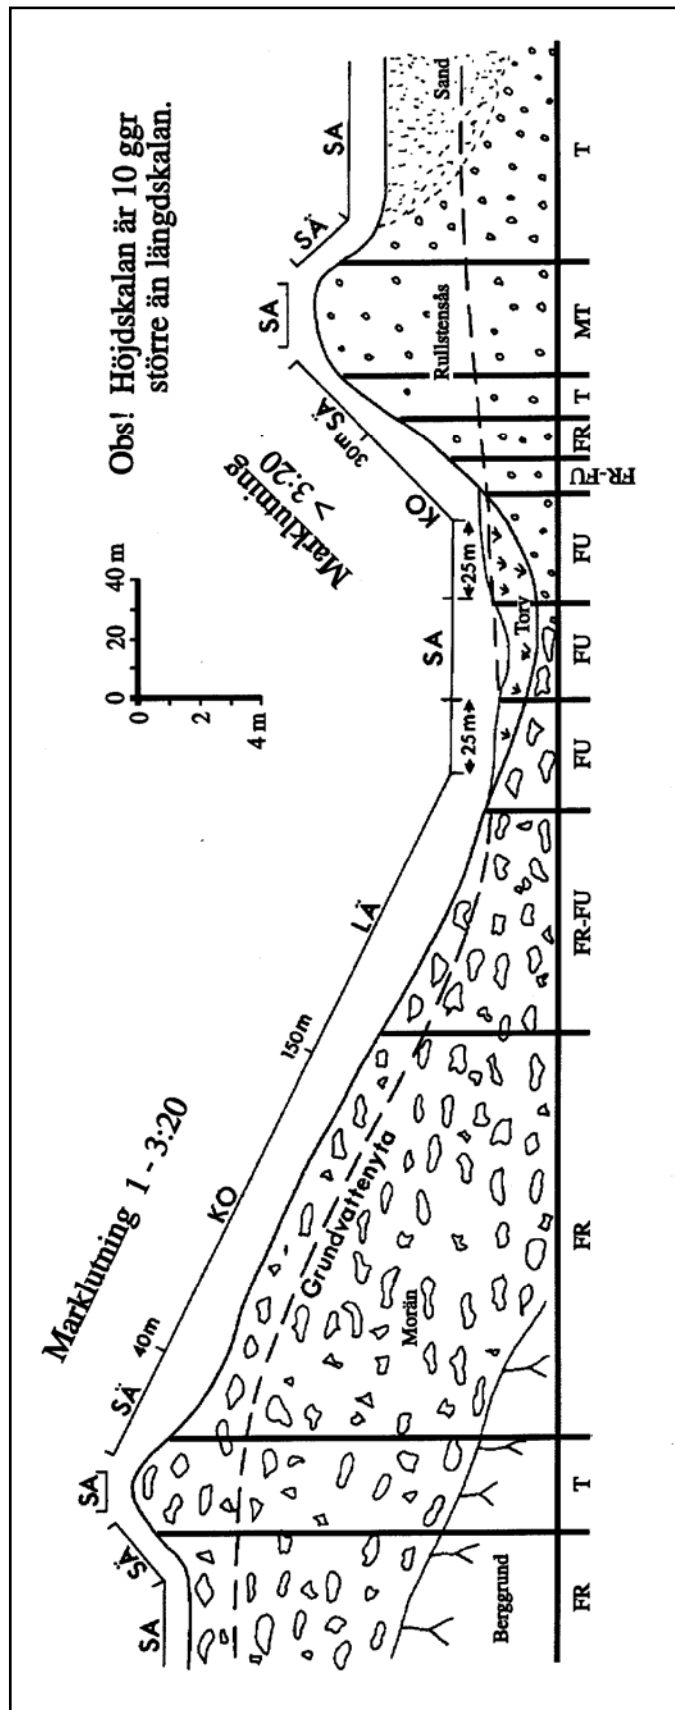 Obs! Höjdskalan är 10 ggr
större än längdskalan.
Marklutning 1 - 3:20
Marklutning
> 3:20
0 20 40 m
0
2
4 m
SA
SÄ
SA
SÄ
40m
KO
150m
LÄ
25m
SA
25m
KO
30m
SÄ
SA
SÄ
SA
Grundvattenyta
Berggrund
Morän
Torv
Rullstensås
Sand
FR T FR FR-FU FU FU FU FR-FU FR T MT T